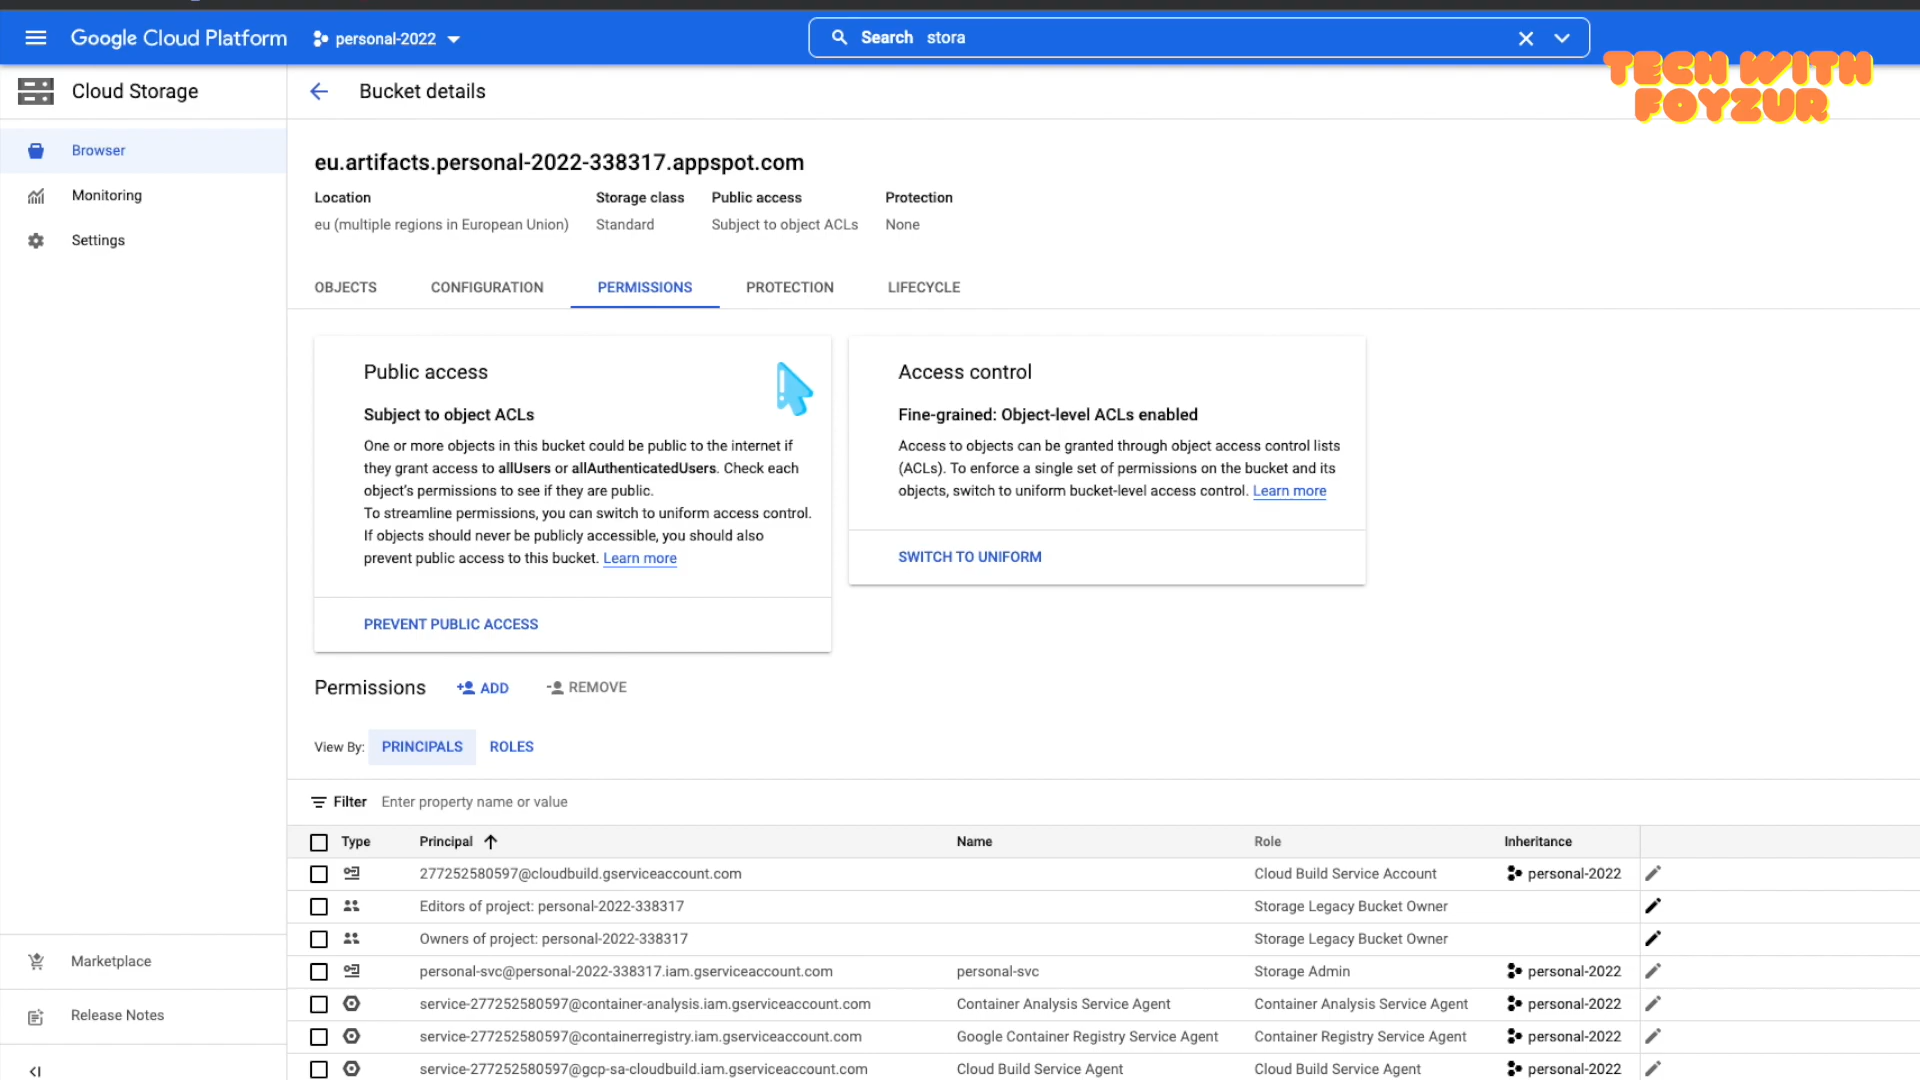 Google Cloud Platform
personal-2022
Search stora
TECH WITH
FOYZUR
Cloud Storage
Bucket details
Browser
Monitoring
Settings
eu.artifacts.personal-2022-338317.appspot.com
Location Storage class Public access Protection
eu (multiple regions in European Union) Standard Subject to object ACLs None
OBJECTS CONFIGURATION PERMISSIONS PROTECTION LIFECYCLE
Public access
Subject to object ACLs
One or more objects in this bucket could be public to the internet if
they grant access to allUsers or allAuthenticatedUsers. Check each
object's permissions to see if they are public.
To streamline permissions, you can switch to uniform access control.
If objects should never be publicly accessible, you should also
prevent public access to this bucket. Learn more
PREVENT PUBLIC ACCESS
Access control
Fine-grained: Object-level ACLs enabled
Access to objects can be granted through object access control lists
(ACLs). To enforce a single set of permissions on the bucket and its
objects, switch to uniform bucket-level access control. Learn more
SWITCH TO UNIFORM
Permissions ADD REMOVE
View By: PRINCIPALS ROLES
Filter Enter property name or value
Type Principal Name Role Inheritance
277252580597@cloudbuild.gserviceaccount.com Cloud Build Service Account personal-2022
Editors of project: personal-2022-338317 Storage Legacy Bucket Owner
Owners of project: personal-2022-338317 Storage Legacy Bucket Owner
personal-svc@personal-2022-338317.iam.gserviceaccount.com personal-svc Storage Admin personal-2022
service-277252580597@container-analysis.iam.gserviceaccount.com Container Analysis Service Agent Container Analysis Service Agent personal-2022
service-277252580597@containerregistry.iam.gserviceaccount.com Google Container Registry Service Agent Container Registry Service Agent personal-2022
service-277252580597@gcp-sa-cloudbuild.iam.gserviceaccount.com Cloud Build Service Agent Cloud Build Service Agent personal-2022
Marketplace
Release Notes